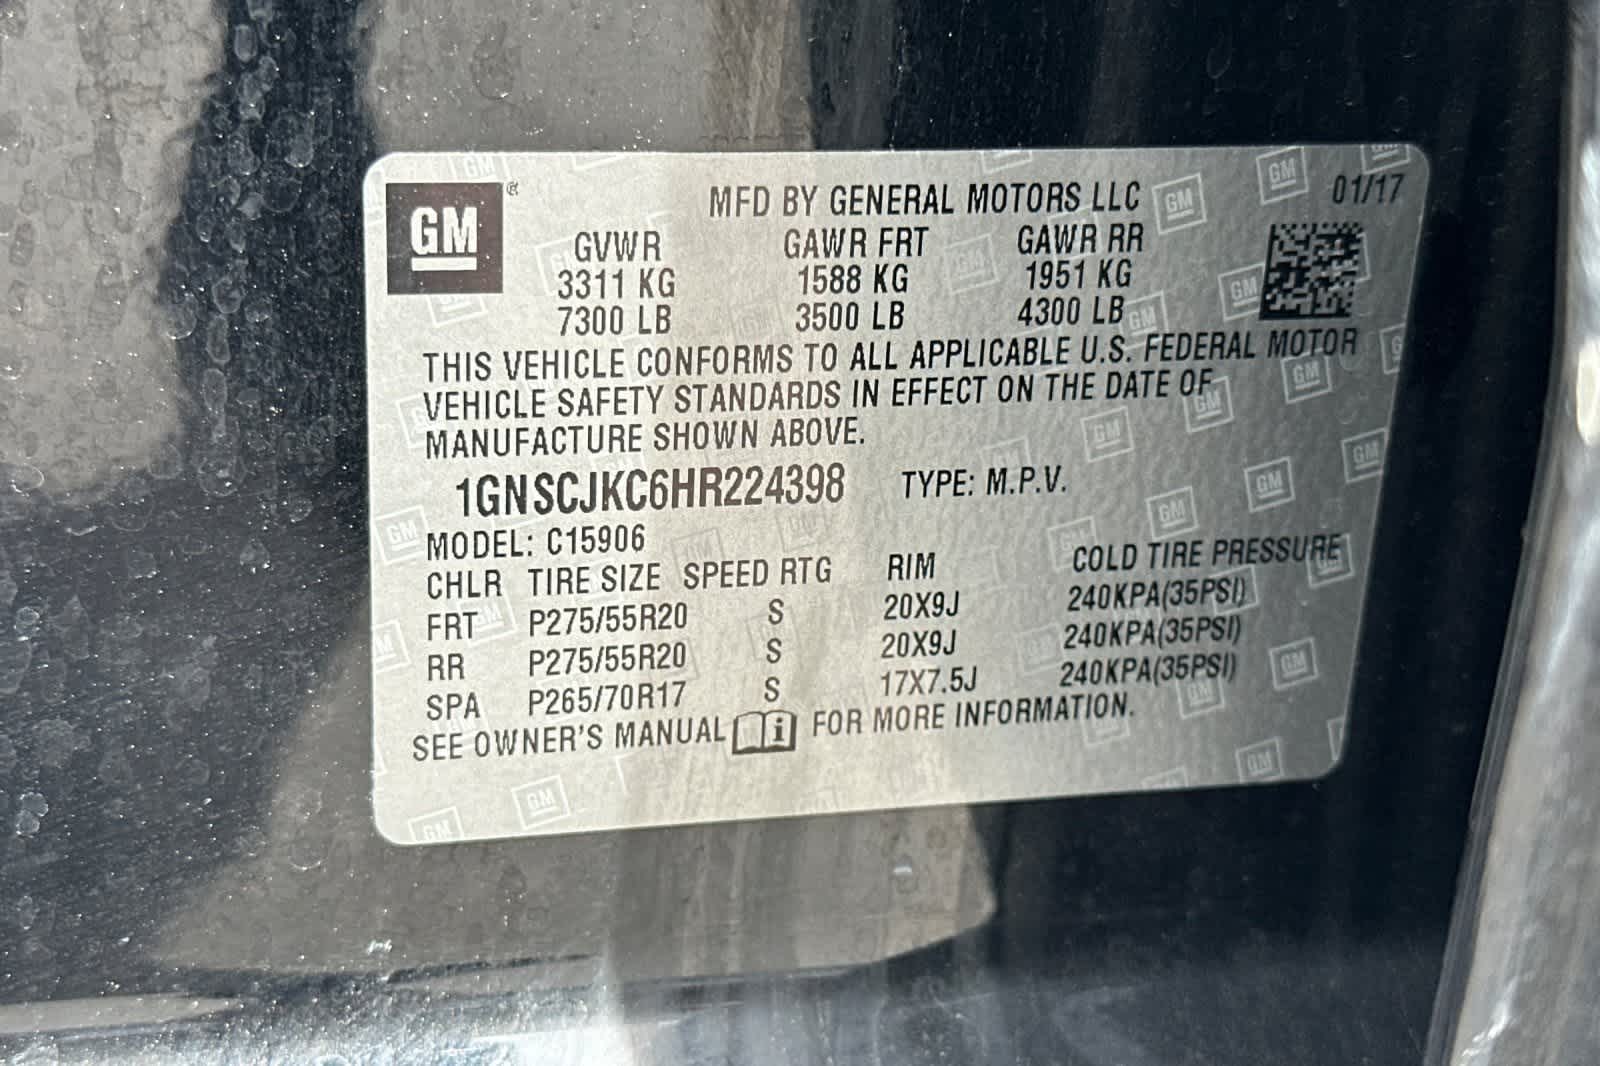 GM
MFD BY GENERAL MOTORS LLC 01/17
GVWR GAWR FRT GAWR RR
3311 KG 1588 KG 1951 KG
7300 LB 3500 LB 4300 LB
THIS VEHICLE CONFORMS TO ALL APPLICABLE U.S. FEDERAL MOTOR
VEHICLE SAFETY STANDARDS IN EFFECT ON THE DATE OF
MANUFACTURE SHOWN ABOVE.
1GNSCJKC6HR224398 TYPE: M.P.V.
MODEL: C15906
CHLR TIRE SIZE SPEED RTG RIM COLD TIRE PRESSURE
FRT P275/55R20 S 20X9J 240KPA(35PSI)
RR P275/55R20 S 20X9J 240KPA(35PSI)
SPA P265/70R17 S 17X7.5J 240KPA(35PSI)
SEE OWNER'S MANUAL i FOR MORE INFORMATION.